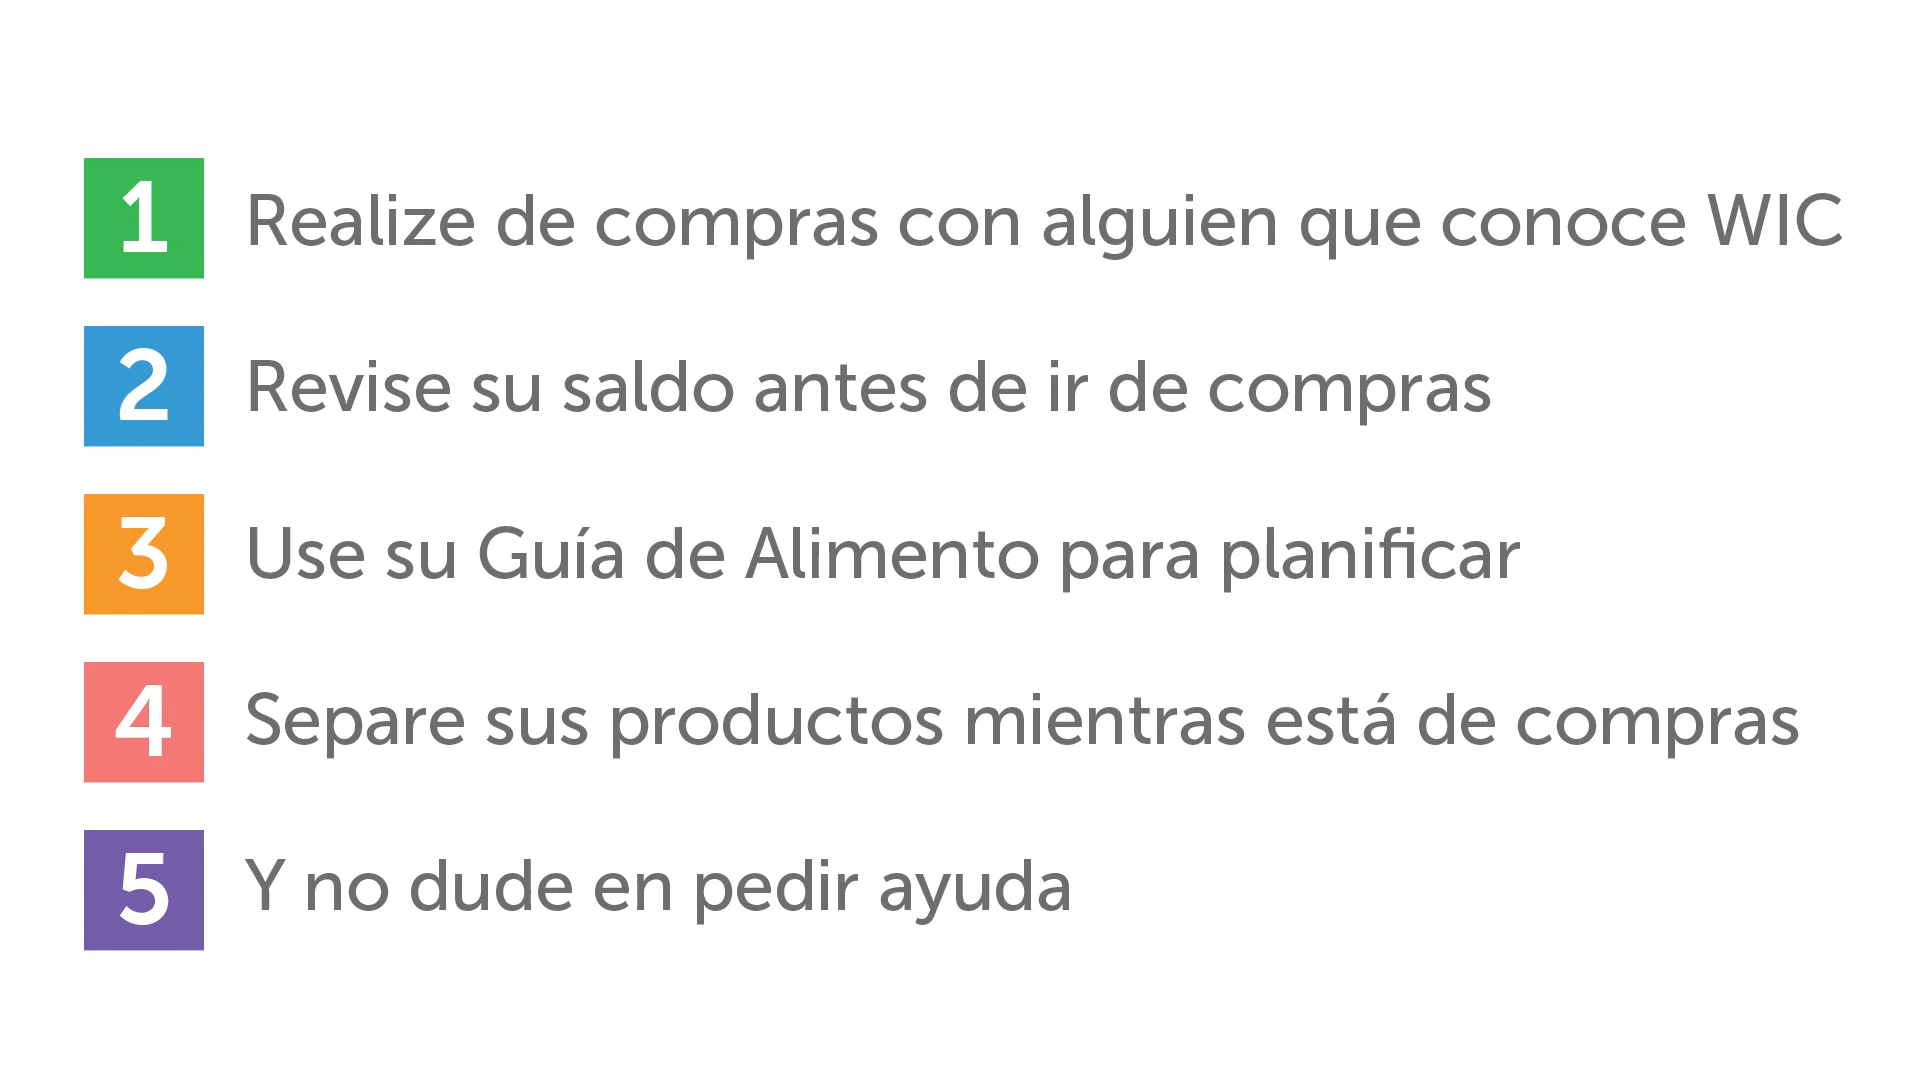 1 Realize de compras con alguien que conoce WIC
2 Revise su saldo antes de ir de compras
3 Use su Guía de Alimento para planificar
4 Separe sus productos mientras está de compras
5 Y no dude en pedir ayuda